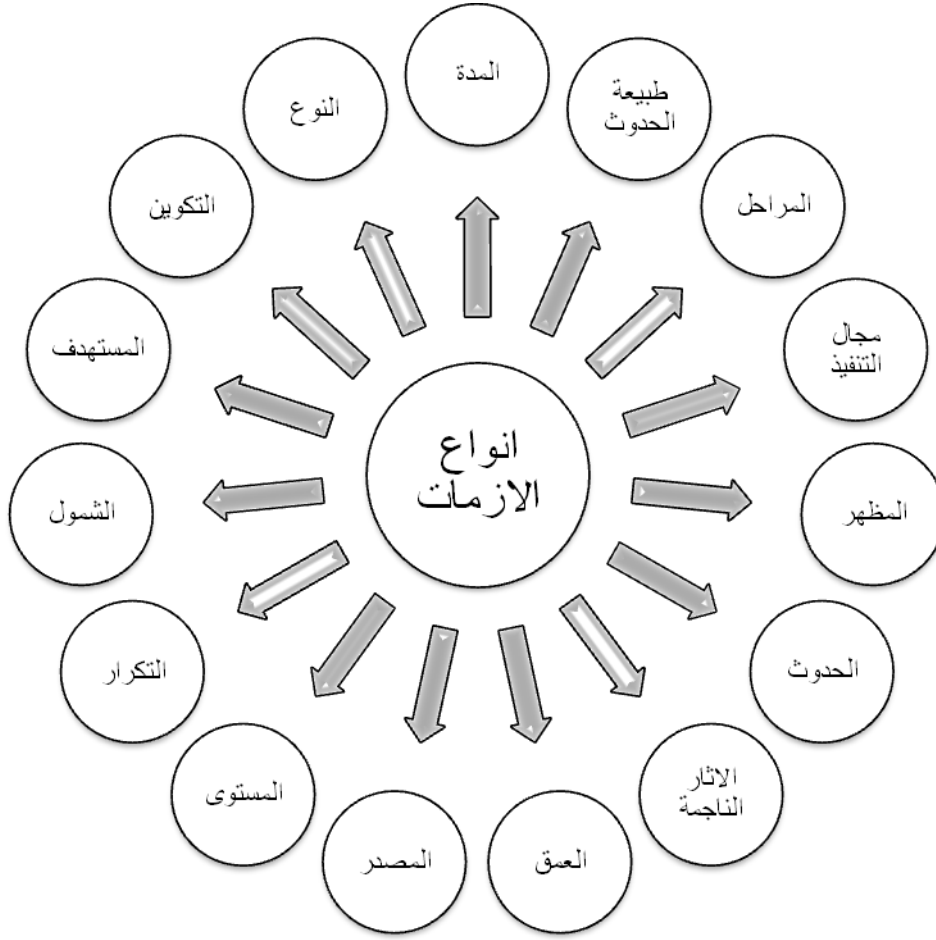 انواع
الازمات
المدة
طبيعة
الحدوث
المراحل
مجال
التنفيذ
المظهر
الحدوث
الاثار
الناجمة
العمق
المصدر
المستوى
التكرار
الشمول
المستهدف
التكوين
النوع